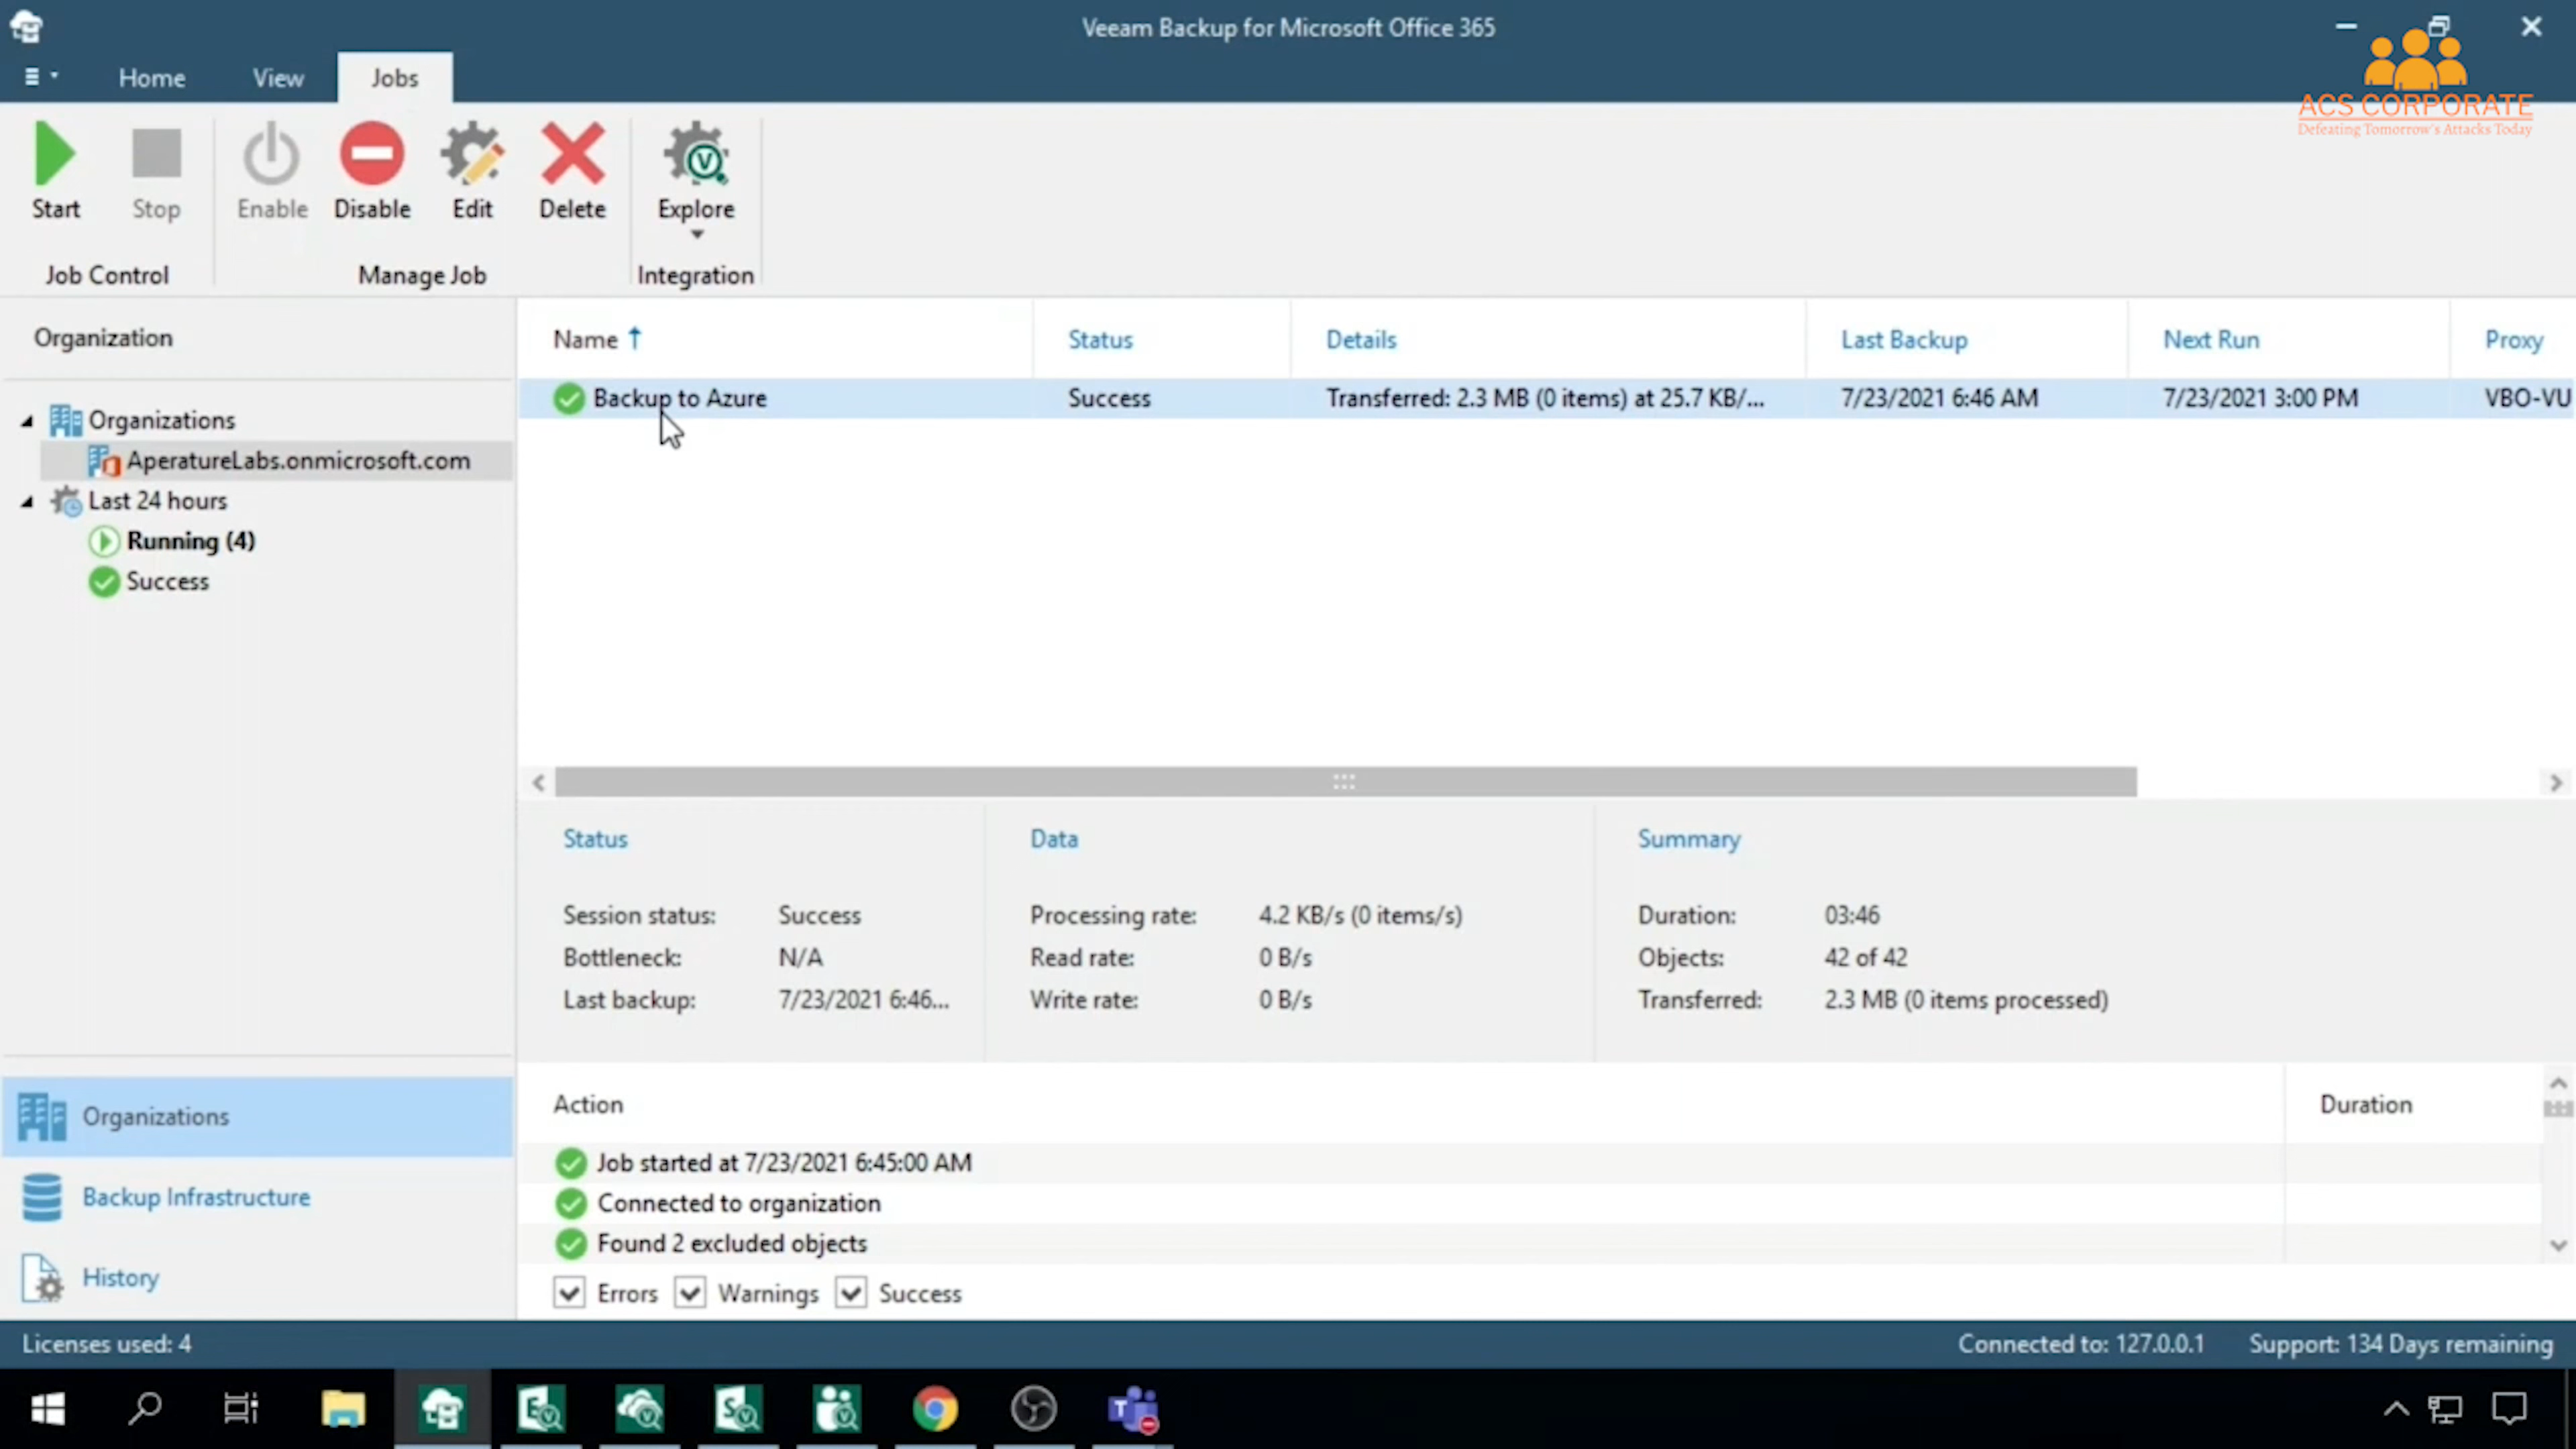 Veeam Backup for Microsoft Office 365
Home View Jobs
ACS CORPORATE
Defeating Tomorrow's Attacks Today
Start Stop Enable Disable Edit Delete Explore
Job Control Manage Job Integration
Organization
Organizations
AperatureLabs.onmicrosoft.com
Last 24 hours
Running (4)
Success
Name Status Details Last Backup Next Run Proxy
Backup to Azure Success Transferred: 2.3 MB (0 items) at 25.7 KB/... 7/23/2021 6:46 AM 7/23/2021 3:00 PM VBO-VU
Status Data Summary
Session status: Success Processing rate: 4.2 KB/s (0 items/s) Duration: 03:46
Bottleneck: N/A Read rate: 0 B/s Objects: 42 of 42
Last backup: 7/23/2021 6:46... Write rate: 0 B/s Transferred: 2.3 MB (0 items processed)
Action Duration
Job started at 7/23/2021 6:45:00 AM
Connected to organization
Found 2 excluded objects
Errors Warnings Success
Organizations
Backup Infrastructure
History
Licenses used: 4 Connected to: 127.0.0.1 Support: 134 Days remaining